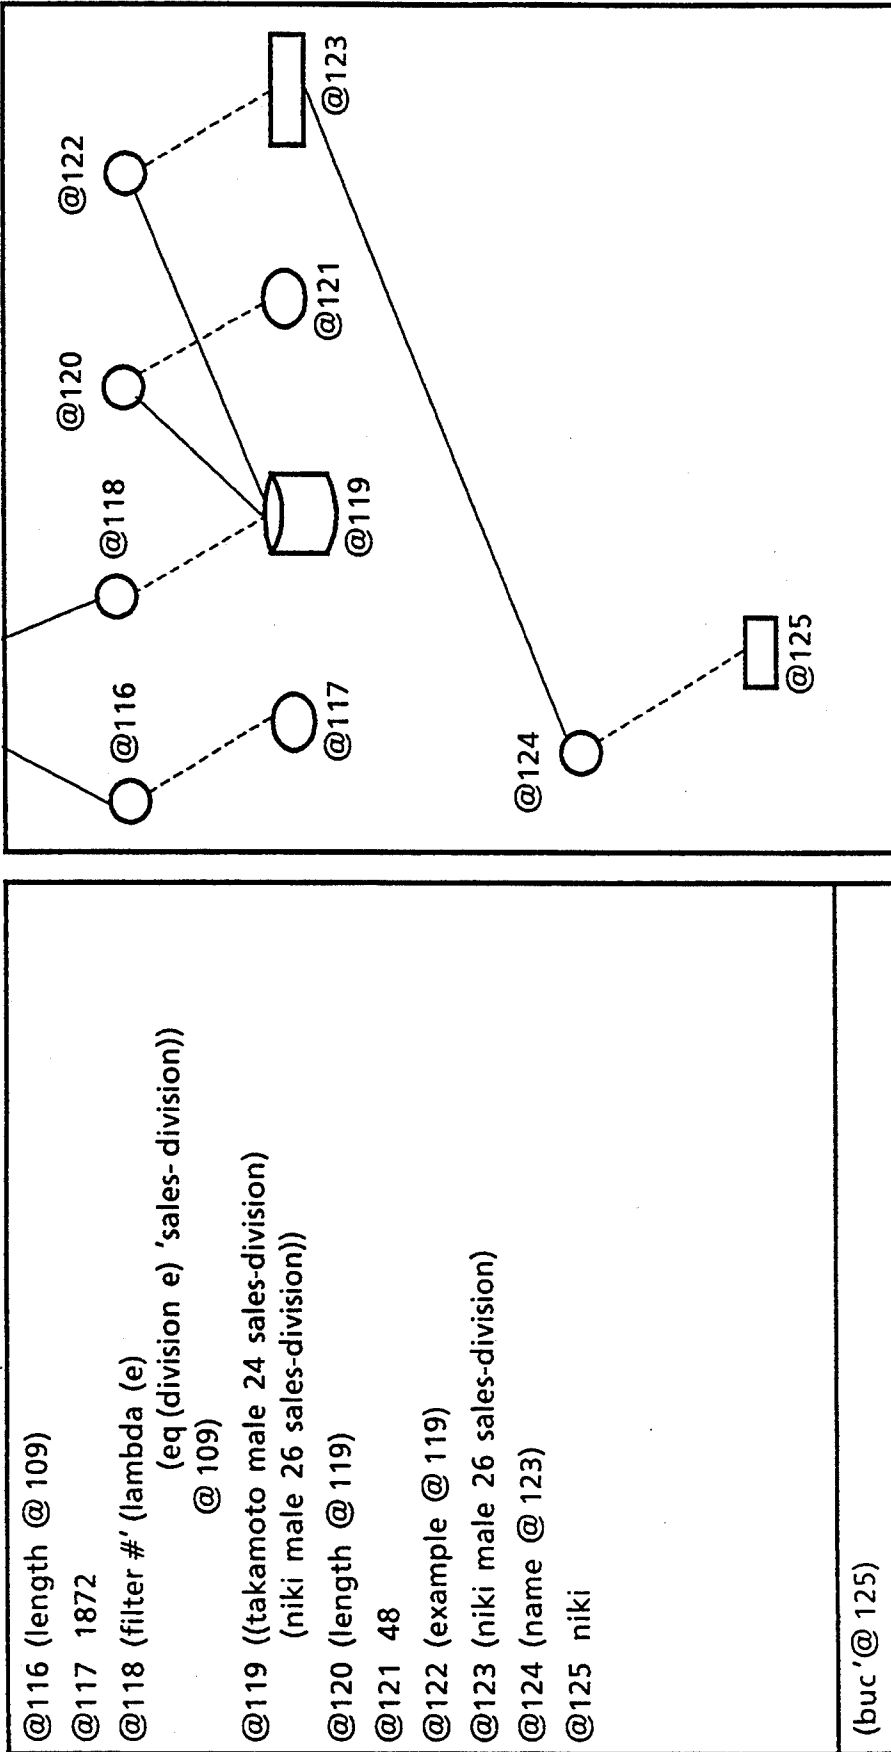 @116 (length @109)
@117 1872
@118 (filter #' (lambda (e)
(eq (division e) 'sales-division))
@109)
@119 ((takamoto male 24 sales-division)
(niki male 26 sales-division))
@120 (length @119)
@121 48
@122 (example @119)
@123 (niki male 26 sales-division)
@124 (name @123)
@125 niki
(buc '@125)
@116
@117
@118
@119
@120
@121
@122
@123
@124
@125